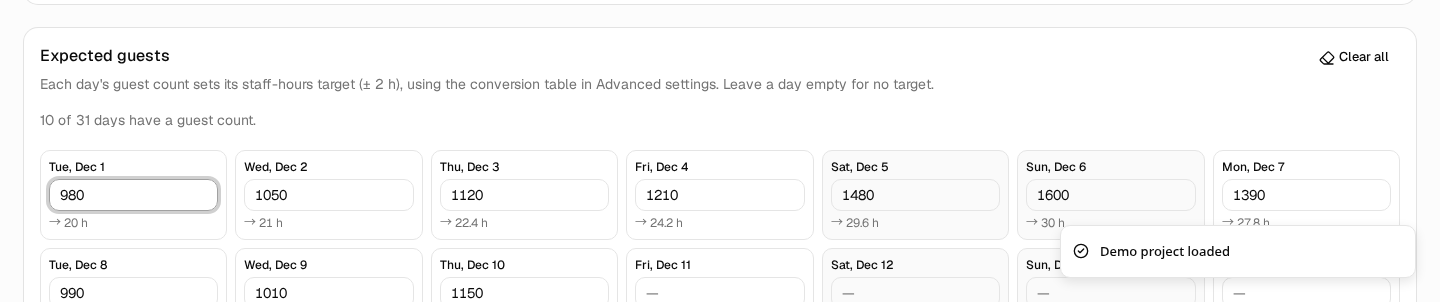 Expected guests
Clear all
Each day's guest count sets its staff-hours target (± 2 h), using the conversion table in Advanced settings. Leave a day empty for no target.
10 of 31 days have a guest count.
Tue, Dec 1 Wed, Dec 2 Thu, Dec 3 Fri, Dec 4 Sat, Dec 5 Sun, Dec 6 Mon, Dec 7
980 1050 1120 1210 1480 1600 1390
→ 20 h → 21 h → 22.4 h → 24.2 h → 29.6 h → 30 h → 27.8 h
Demo project loaded
Tue, Dec 8 Wed, Dec 9 Thu, Dec 10 Fri, Dec 11 Sat, Dec 12 Sun,
990 1010 1150 — — — —